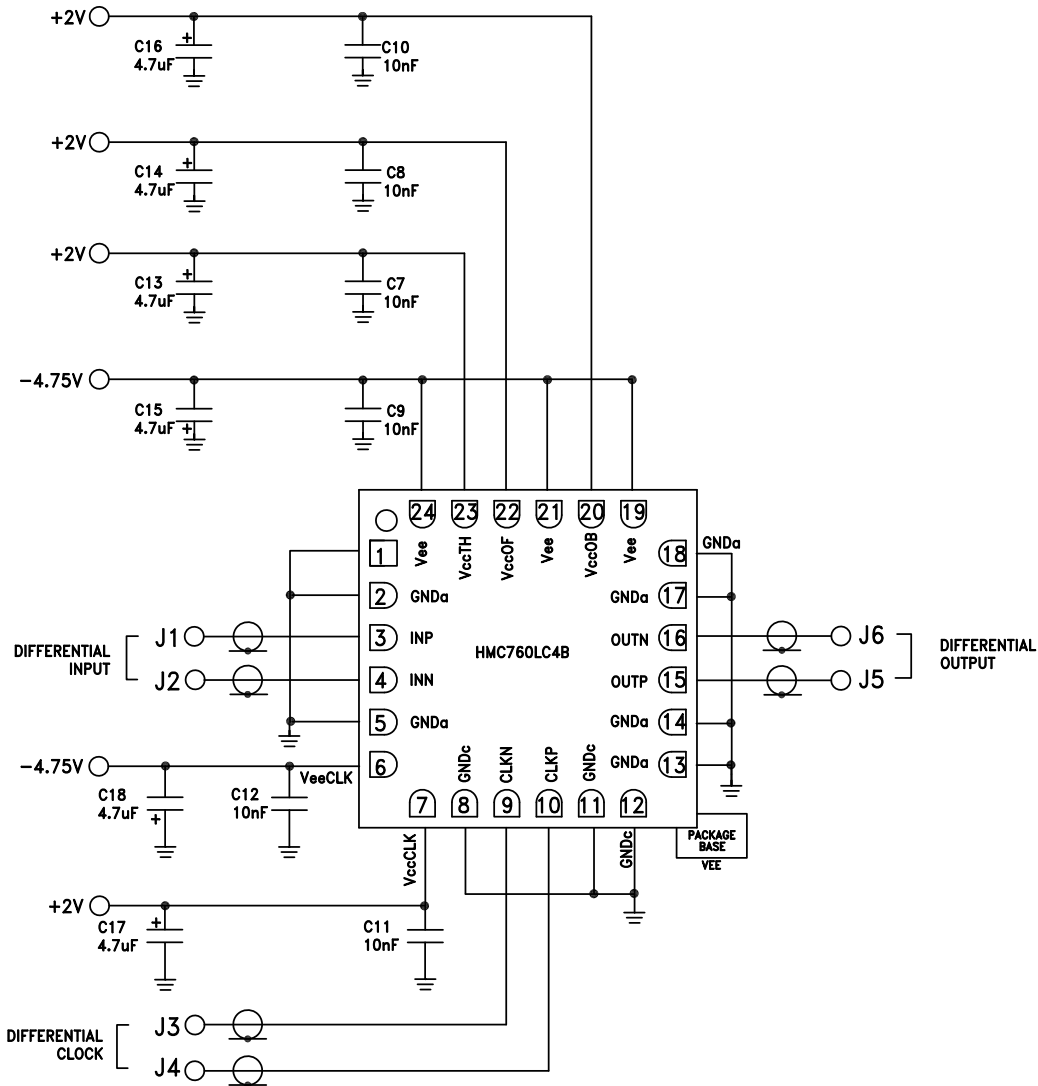 +2V
C16
+
4.7uF
C10
10nF
+2V
C14
+
4.7uF
C8
10nF
+2V
C13
+
4.7uF
C7
10nF
-4.75V
C15
4.7uF
+
C9
10nF
24
23
22
21
20
19
Vee
VccTH
VccOF
Vee
VccOB
Vee
1
18
GNDa
2
GNDa
GNDa
17
J1
3
INP
OUTN
16
J6
HMC760LC4B
DIFFERENTIAL
INPUT
DIFFERENTIAL
OUTPUT
J2
4
INN
OUTP
15
J5
5
GNDa
GNDa
14
-4.75V
VeeCLK
6
GNDa
13
GNDc
CLKN
CLKP
GNDc
7
8
9
10
11
12
C18
4.7uF
+
C12
10nF
VccCLK
GNDc
PACKAGE
BASE
VEE
+2V
C17
+
4.7uF
C11
10nF
DIFFERENTIAL
CLOCK
J3
J4